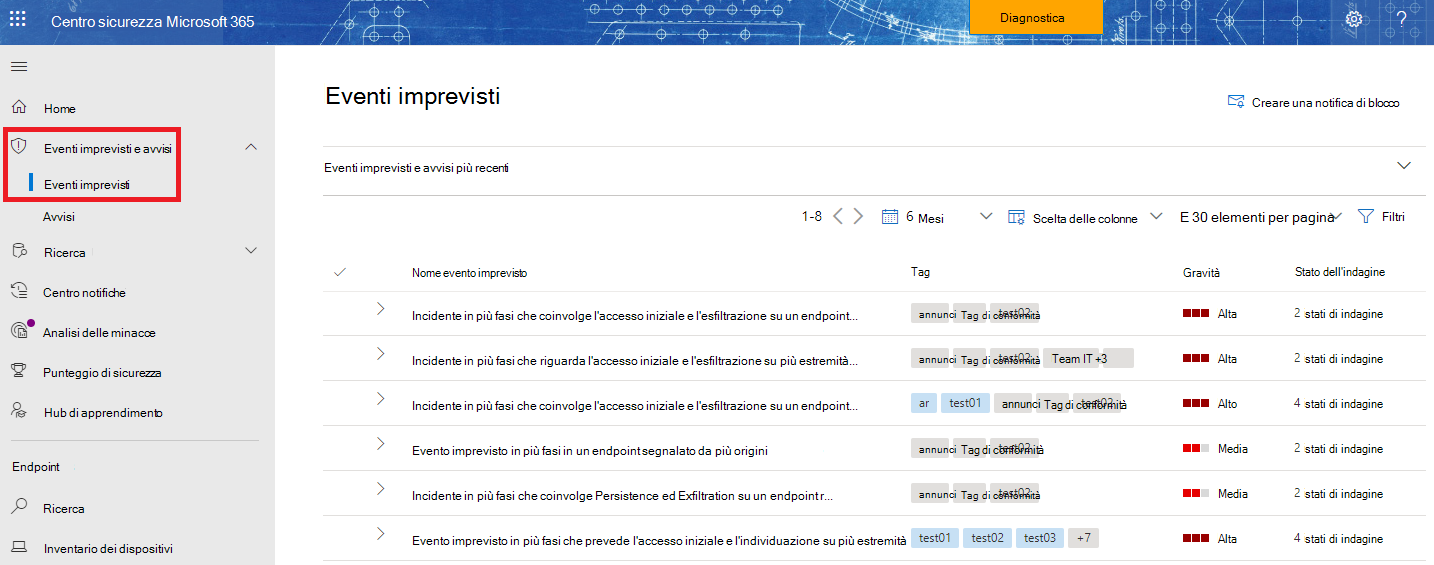 Centro sicurezza Microsoft 365
Diagnostica
?
Home
Eventi imprevisti e avvisi
Eventi imprevisti
Avvisi
Ricerca
Centro notifiche
Analisi delle minacce
Punteggio di sicurezza
Hub di apprendimento
Endpoint
Ricerca
Inventario dei dispositivi
Eventi imprevisti
Creare una notifica di blocco
Eventi imprevisti e avvisi più recenti
1-8 6 Mesi Scelta delle colonne E 30 elementi per pagina Filtri
Nome evento imprevisto Tag Gravità Stato dell'indagine
Incidente in più fasi che coinvolge l'accesso iniziale e l'esfiltrazione su un endpoint... annunci Tag di conformità test02 Alta 2 stati di indagine
Incidente in più fasi che riguarda l'accesso iniziale e l'esfiltrazione su più estremità... annunci Tag di conformità test02 Team IT +3 Alta 2 stati di indagine
Incidente in più fasi che coinvolge l'accesso iniziale e l'esfiltrazione su un endpoint... ar test01 annunci Tag di conformità test02 Alto 4 stati di indagine
Evento imprevisto in più fasi in un endpoint segnalato da più origini annunci Tag di conformità test02 Media 2 stati di indagine
Incidente in più fasi che coinvolge Persistence ed Exfiltration su un endpoint r... annunci Tag di conformità test02 Media 2 stati di indagine
Evento imprevisto in più fasi che prevede l'accesso iniziale e l'individuazione su più estremità test01 test02 test03 +7 Alta 4 stati di indagine